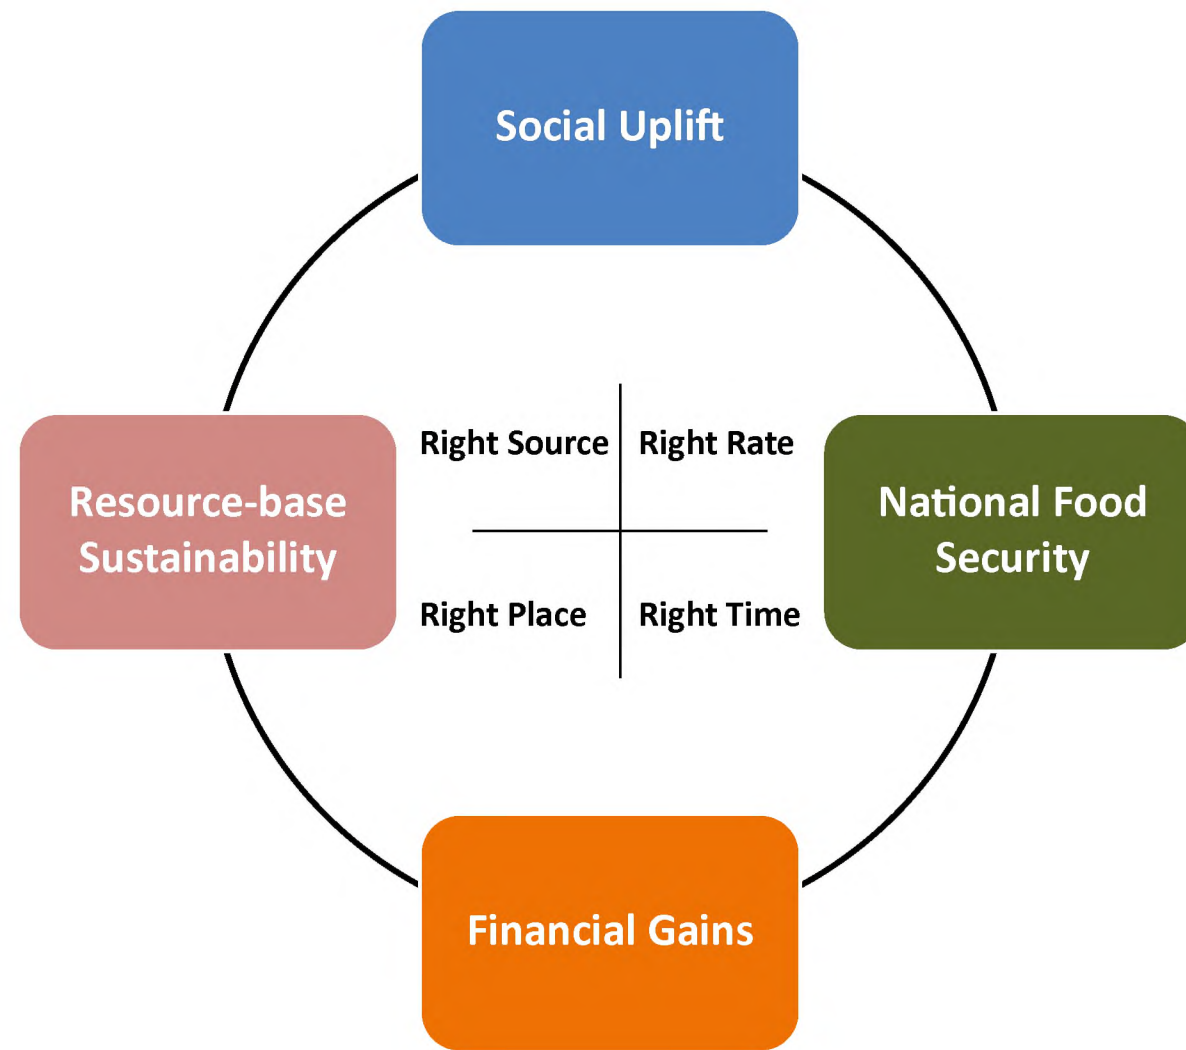 Social Uplift
Right Source
Right Rate
Resource-base
Sustainability
National Food
Security
Right Place
Right Time
Financial Gains